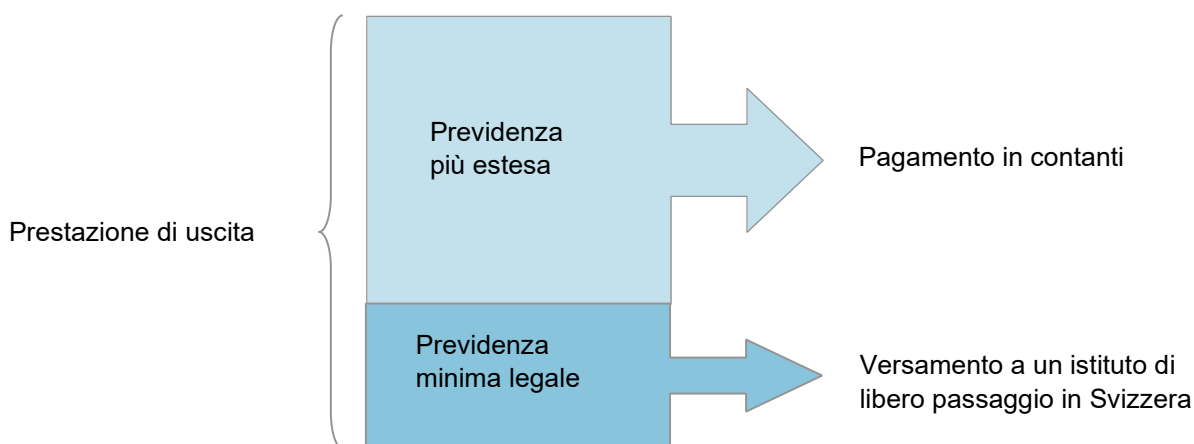 Prestazione di uscita
Previdenza
più estesa
Pagamento in contanti
Previdenza
minima legale
Versamento a un istituto di
libero passaggio in Svizzera